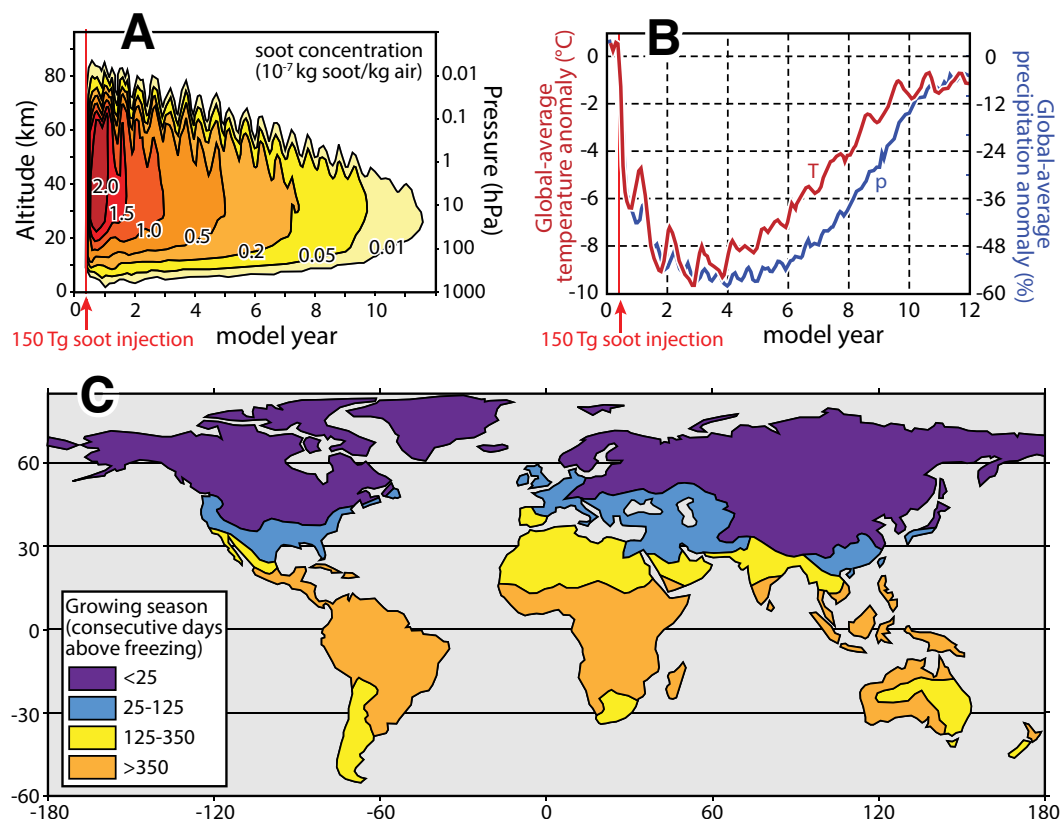 A
soot concentration
(10-7 kg soot/kg air)
Altitude (km)
80
60
40
20
0
2.0
1.5
1.0
0.5
0.2
0.05
0.01
0.01
0.1
1
10
100
1000
Pressure (hPa)
0 2 4 6 8 10
model year
150 Tg soot injection
B
Global-average
temperature anomaly (°C)
0
-2
-4
-6
-8
-10
T
p
0
-12
-24
-36
-48
-60
Global-average
precipitation anomaly (%)
0 2 4 6 8 10 12
model year
150 Tg soot injection
C
60
30
0
-30
-60
Growing season
(consecutive days
above freezing)
<25
25-125
125-350
>350
-180 -120 -60 0 60 120 180